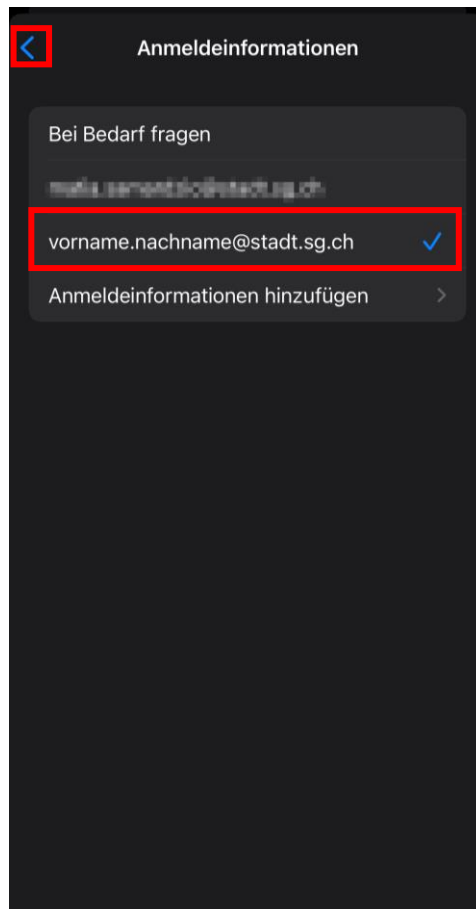 Anmeldeinformationen
Bei Bedarf fragen
vorname.nachname@stadt.sg.ch
Anmeldeinformationen hinzufügen